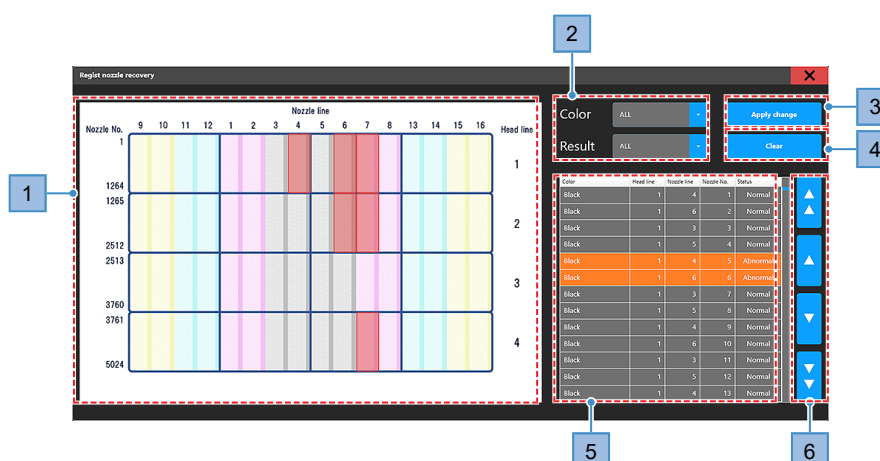 2
Regist nozzle recovery
Nozzle line
Nozzle No. 9 10 11 12 1 2 3 4 5 6 7 8 13 14 15 16 Head line
1
1264
1265
2512
2513
3760
3761
5024
1
2
3
4
1
Color ALL
Result ALL
Apply change
Clear
3
4
Color Head line Nozzle line Nozzle No. Status
Black 1 4 1 Normal
Black 1 6 2 Normal
Black 1 3 3 Normal
Black 1 5 4 Normal
Black 1 4 5 Abnormal
Black 1 6 6 Abnormal
Black 1 3 7 Normal
Black 1 5 8 Normal
Black 1 4 9 Normal
Black 1 6 10 Normal
Black 1 3 11 Normal
Black 1 5 12 Normal
Black 1 4 13 Normal
5
6